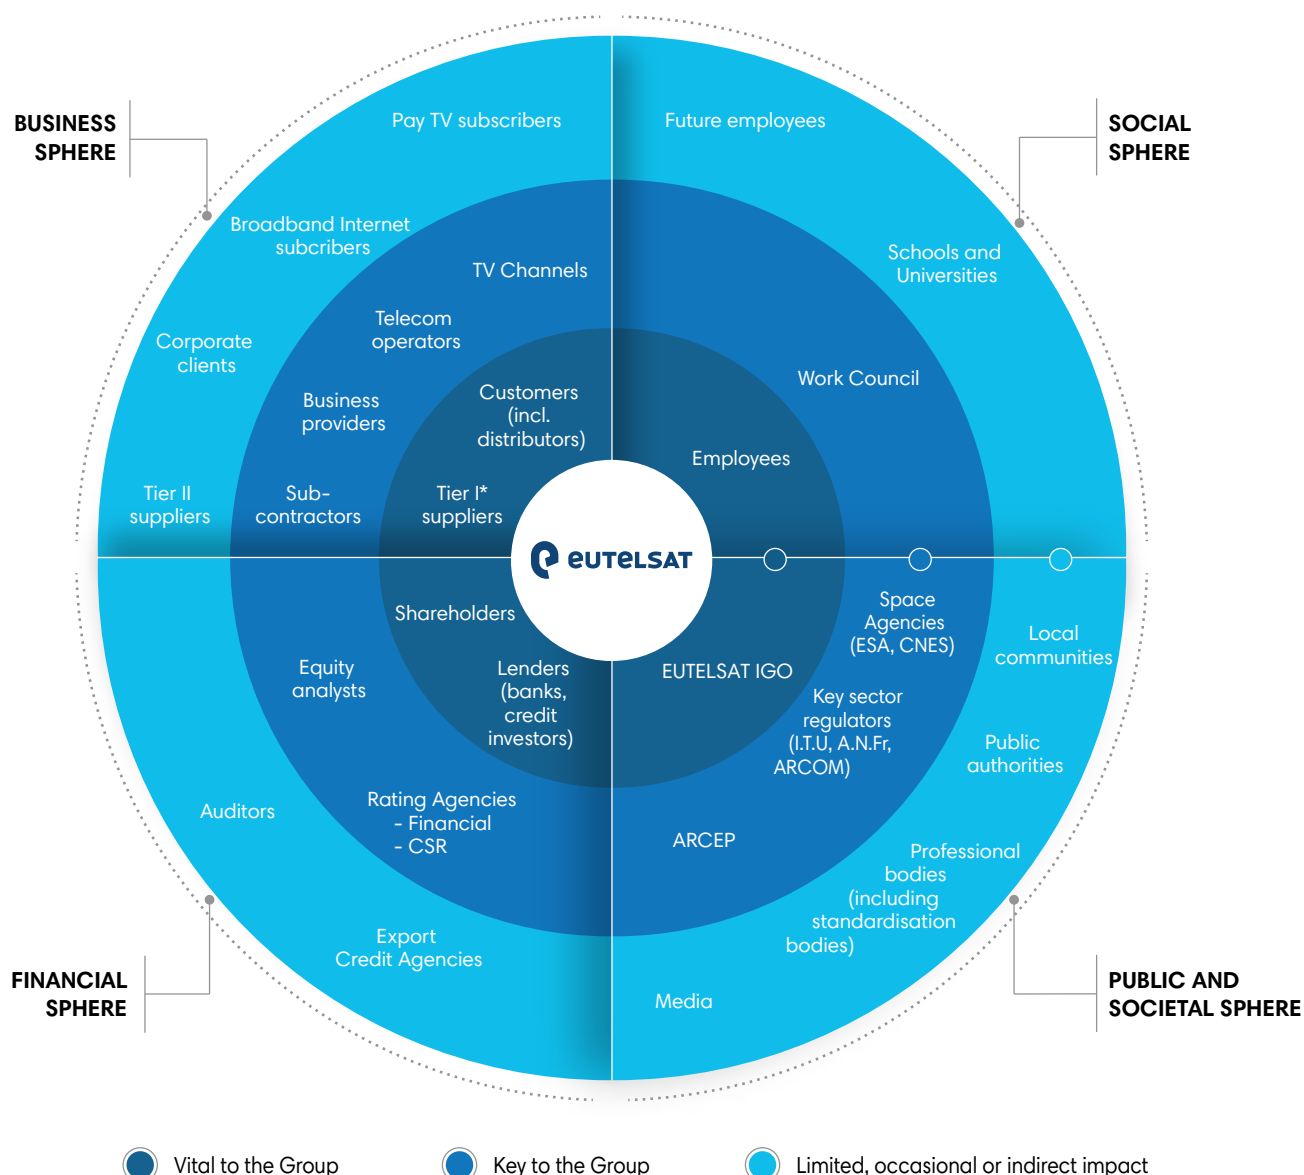 BUSINESS
SPHERE
SOCIAL
SPHERE
Pay TV subscribers
Broadband Internet
subcribers
Corporate
clients
Tier II
suppliers
TV Channels
Telecom
operators
Business
providers
Sub-
contractors
Customers
(incl.
distributors)
Tier I*
suppliers
Future employees
Schools and
Universities
Work Council
Employees
eutelsat
Shareholders
Lenders
(banks,
credit
investors)
Equity
analysts
Rating Agencies
- Financial
- CSR
Auditors
Export
Credit Agencies
EUTELSAT IGO
Space
Agencies
(ESA, CNES)
Key sector
regulators
(I.T.U, A.N.Fr,
ARCOM)
ARCEP
Local
communities
Public
authorities
Professional
bodies
(including
standardisation
bodies)
Media
FINANCIAL
SPHERE
PUBLIC AND
SOCIETAL SPHERE
Vital to the Group
Key to the Group
Limited, occasional or indirect impact